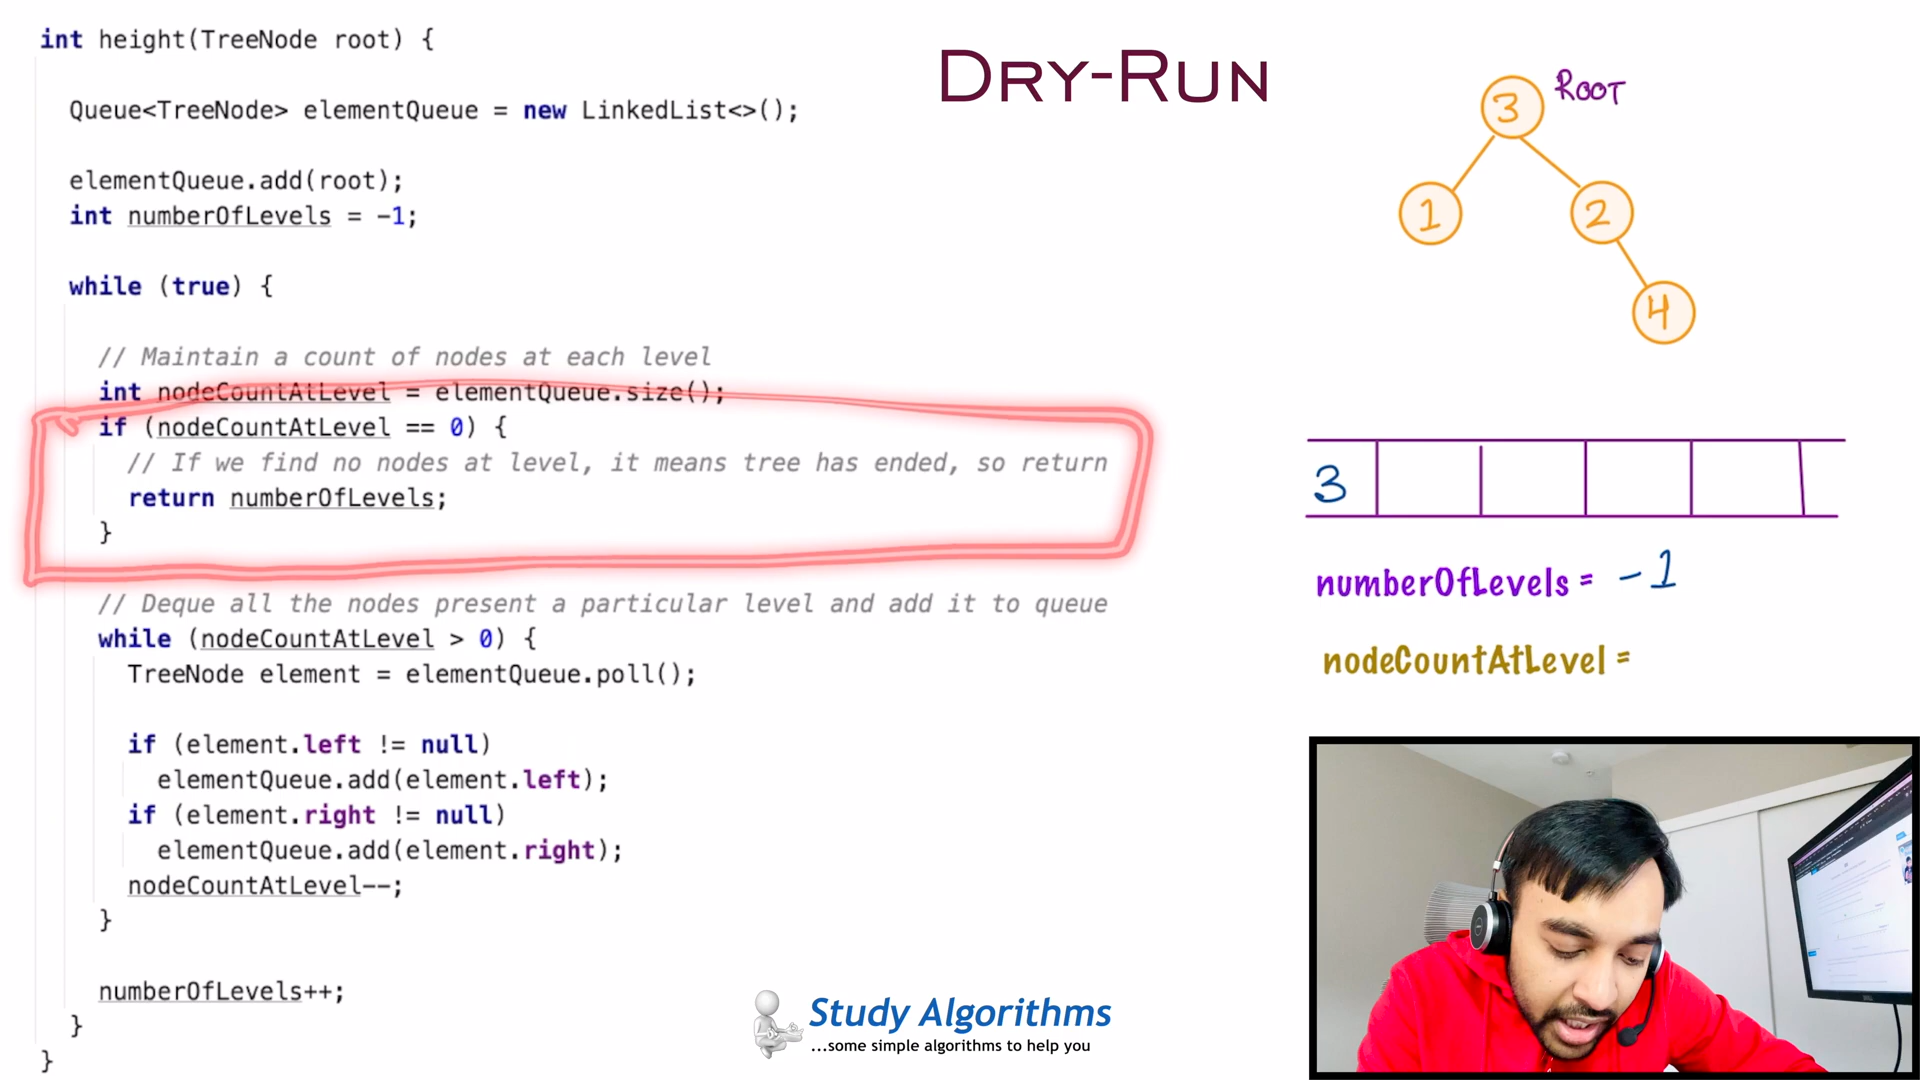 int height(TreeNode root) {
Queue<TreeNode> elementQueue = new LinkedList<>();
elementQueue.add(root);
int numberOfLevels = -1;
while (true) {
// Maintain a count of nodes at each level
int nodeCountAtLevel = elementQueue.size();
if (nodeCountAtLevel == 0) {
// If we find no nodes at level, it means tree has ended, so return
return numberOfLevels;
}
// Deque all the nodes present a particular level and add it to queue
while (nodeCountAtLevel > 0) {
TreeNode element = elementQueue.poll();
if (element.left != null)
elementQueue.add(element.left);
if (element.right != null)
elementQueue.add(element.right);
nodeCountAtLevel--;
}
numberOfLevels++;
}
}
DRY-RUN
3 ROOT
1 2
4
3
numberOfLevels = -1
nodeCountAtLevel =
Study Algorithms
...some simple algorithms to help you